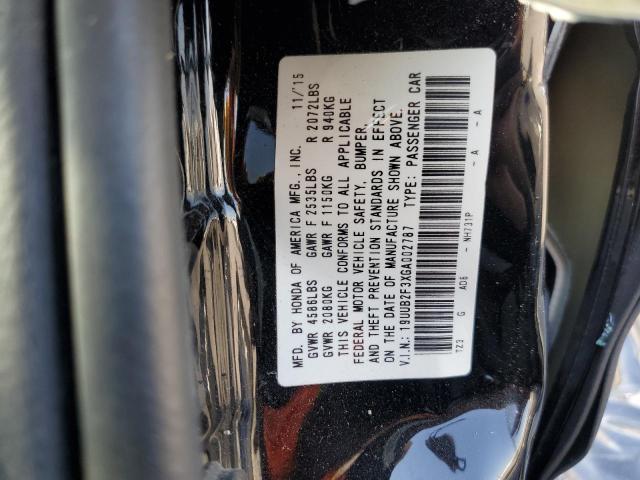 MFD. BY HONDA OF AMERICA MFG., INC. 11/15
GVWR 4586LBS GAWR F 2535LBS R 2072LBS
GVWR 2080KG GAWR F 1150KG R 940KG
THIS VEHICLE CONFORMS TO ALL APPLICABLE
FEDERAL MOTOR VEHICLE SAFETY, BUMPER,
AND THEFT PREVENTION STANDARDS IN EFFECT
ON THE DATE OF MANUFACTURE SHOWN ABOVE.
V.I.N.: 19UUB2F3XGA002787 TYPE: PASSENGER CAR
TZ3 G AD6 - NH731P - A - A